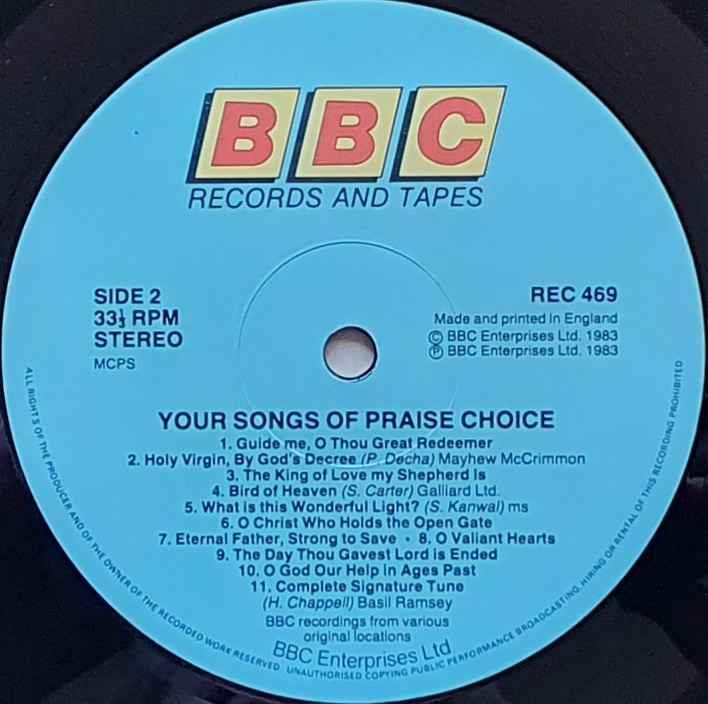 BBC
RECORDS AND TAPES
SIDE 2
33⅓ RPM
STEREO
MCPS
REC 469
Made and printed in England
© BBC Enterprises Ltd. 1983
℗ BBC Enterprises Ltd. 1983
YOUR SONGS OF PRAISE CHOICE
1. Guide me, O Thou Great Redeemer
2. Holy Virgin, By God's Decree (P. Decha) Mayhew McCrimmon
3. The King of Love my Shepherd Is
4. Bird of Heaven (S. Carter) Galliard Ltd.
5. What is this Wonderful Light? (S. Kanwal) ms
6. O Christ Who Holds the Open Gate
7. Eternal Father, Strong to Save · 8. O Valiant Hearts
9. The Day Thou Gavest Lord is Ended
10. O God Our Help in Ages Past
11. Complete Signature Tune
(H. Chappell) Basil Ramsey
BBC recordings from various
original locations
BBC Enterprises Ltd
ALL RIGHTS OF THE PRODUCER AND OF THE OWNER OF THE RECORDED WORK RESERVED UNAUTHORISED COPYING PUBLIC PERFORMANCE BROADCASTING, HIRING OR RENTAL OF THIS RECORDING PROHIBITED